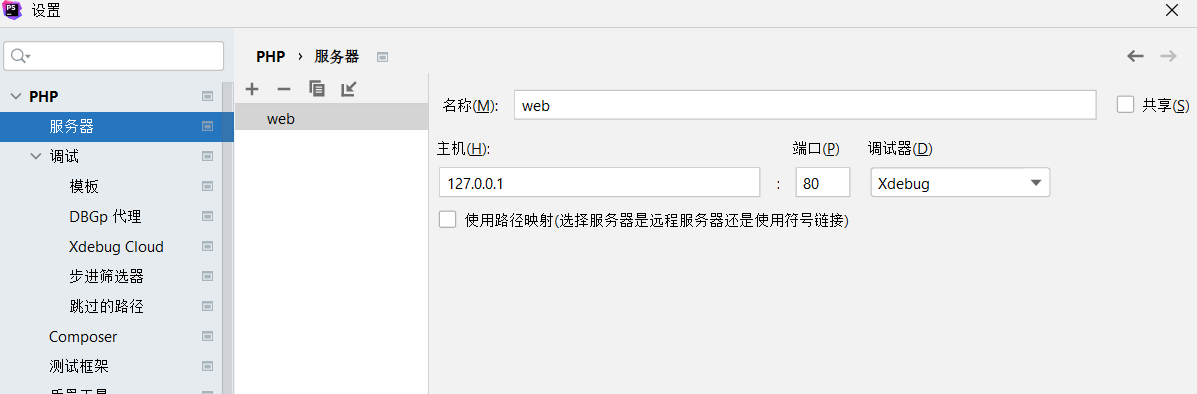 PS 设置
PHP › 服务器
PHP
服务器
调试
模板
DBGp 代理
Xdebug Cloud
步进筛选器
跳过的路径
Composer
测试框架
质量工具
web
名称(M): web 共享(S)
主机(H): 端口(P) 调试器(D)
127.0.0.1 : 80 Xdebug
使用路径映射(选择服务器是远程服务器还是使用符号链接)